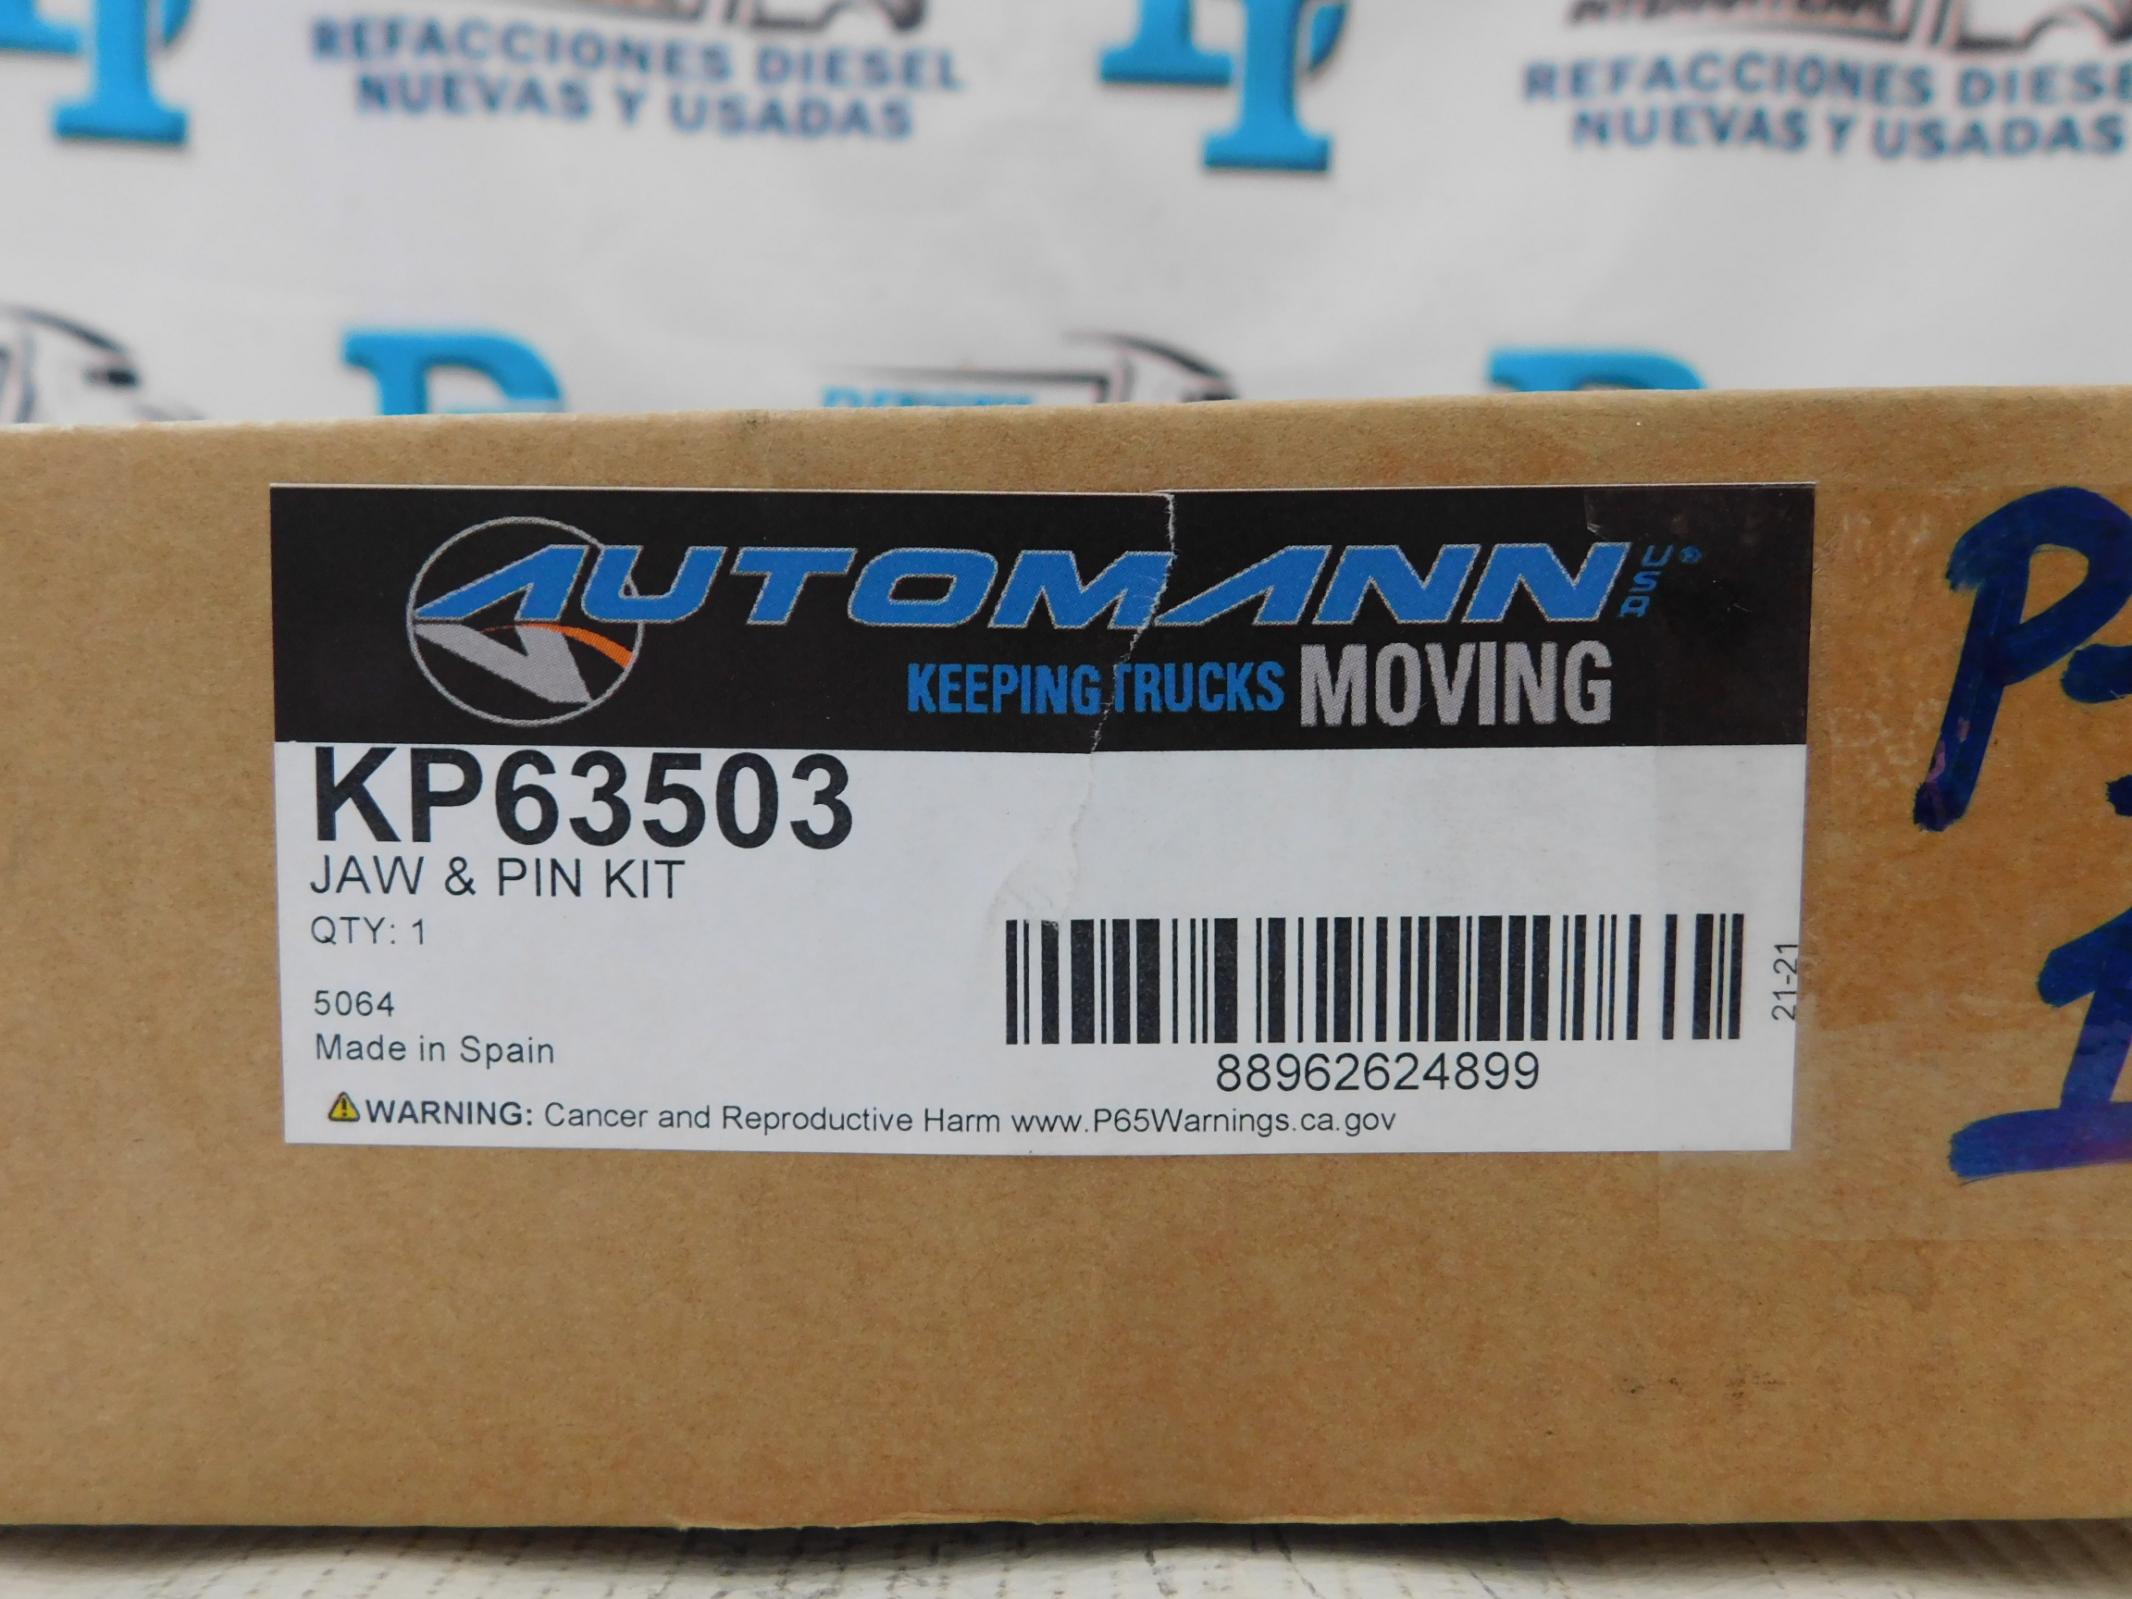 REFACCIONES DIESEL
NUEVAS Y USADAS
REFACCIONES DIESE
NUEVAS Y USADAS
AUTOMANN USA®
KEEPING TRUCKS MOVING
KP63503
JAW & PIN KIT
QTY: 1
5064
Made in Spain
88962624899
21-21
WARNING: Cancer and Reproductive Harm www.P65Warnings.ca.gov